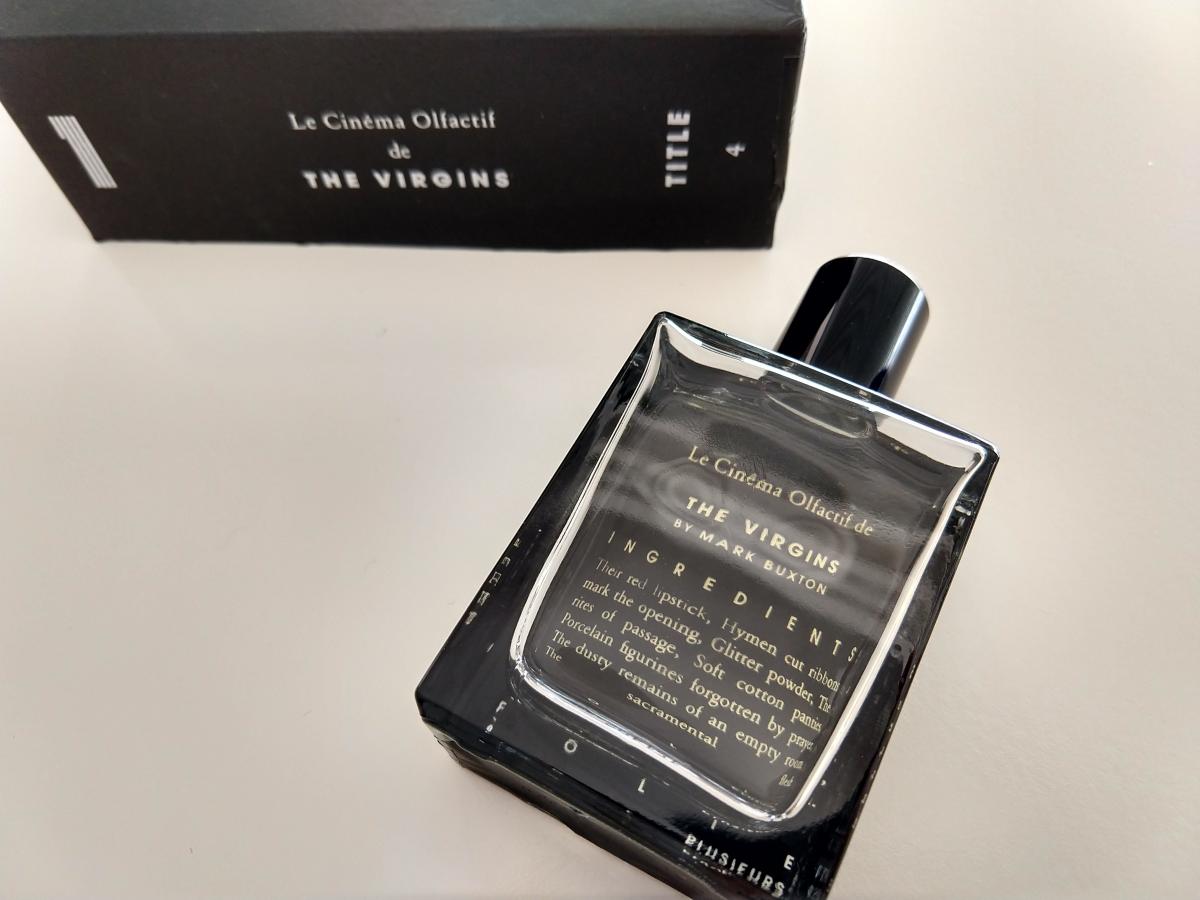 1
Le Cinéma Olfactif
de
THE VIRGINS
TITLE
4
Le Cinéma Olfactif de
THE VIRGINS
BY MARK BUXTON
INGREDIENTS
Their red lipstick, Hymen cut ribbons
mark the opening, Glitter powder, The
rites of passage, Soft cotton panties
Porcelain figurines forgotten by prayer
The dusty remains of an empty room
The sacramental
FOLIE
PLUSIEURS